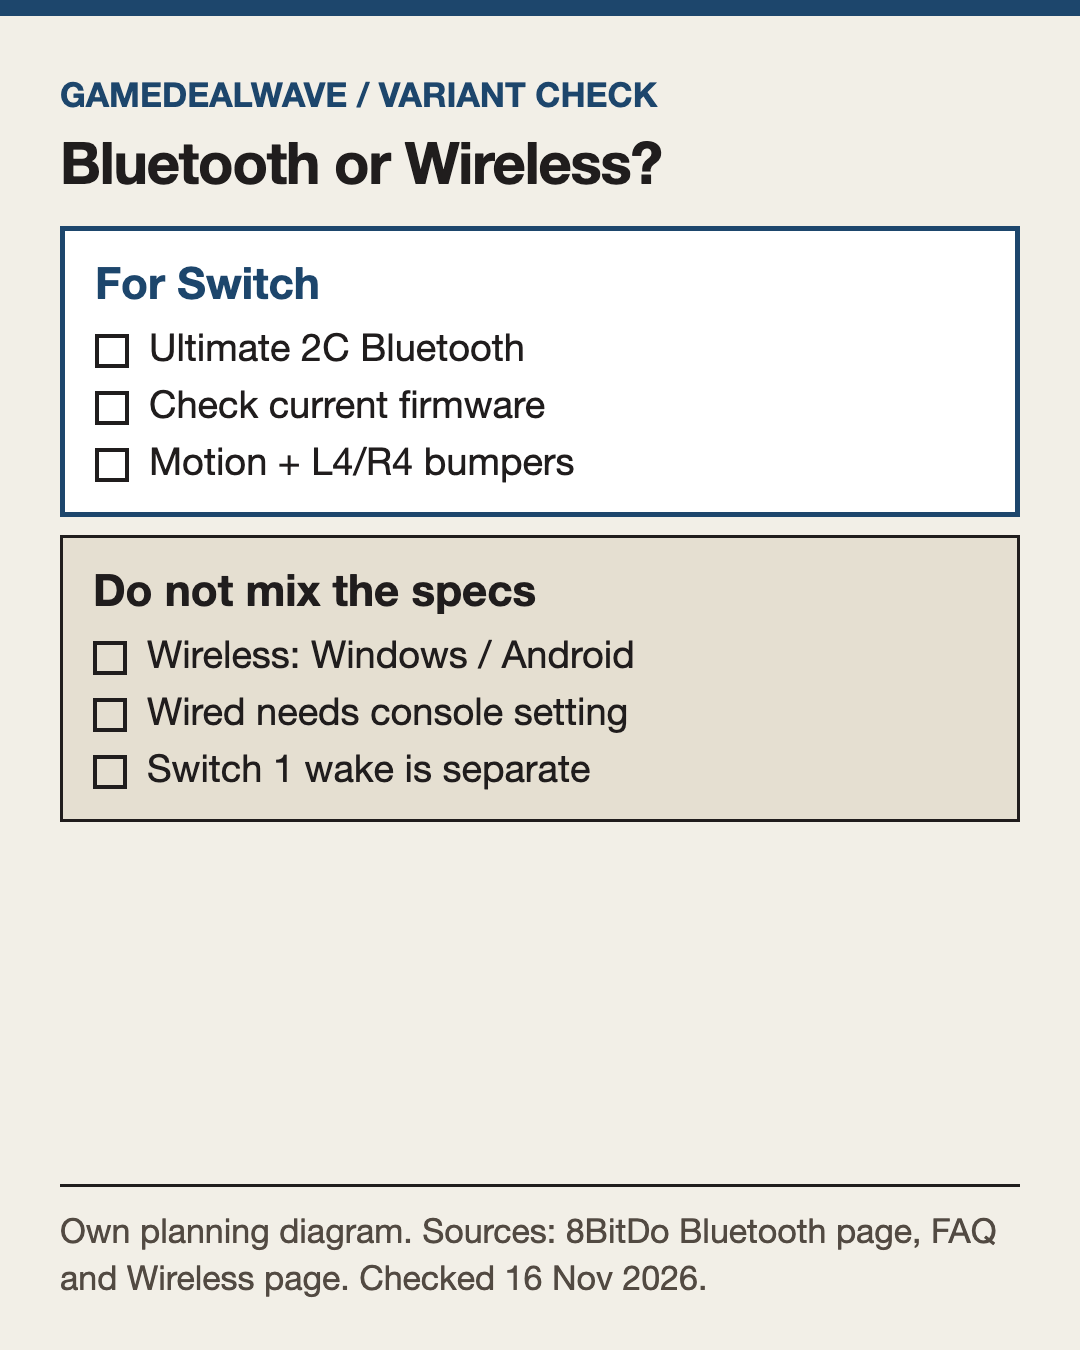 GAMEDEALWAVE / VARIANT CHECK
Bluetooth or Wireless?
For Switch
Ultimate 2C Bluetooth
Check current firmware
Motion + L4/R4 bumpers
Do not mix the specs
Wireless: Windows / Android
Wired needs console setting
Switch 1 wake is separate
Own planning diagram. Sources: 8BitDo Bluetooth page, FAQ
and Wireless page. Checked 16 Nov 2026.